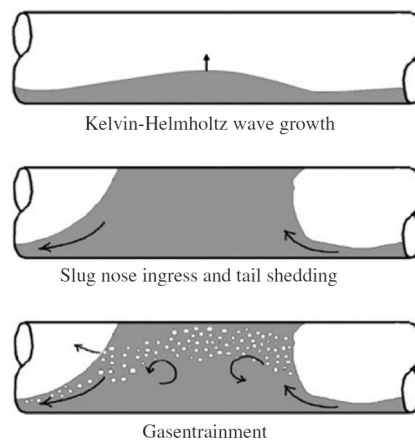 Kelvin-Helmholtz wave growth
Slug nose ingress and tail shedding
Gasentrainment